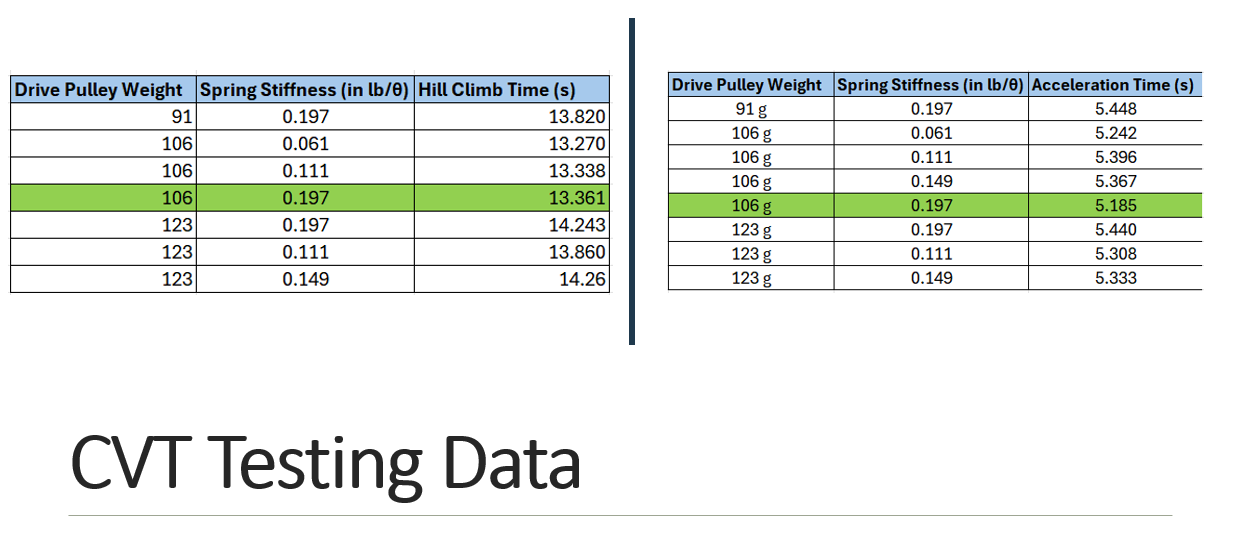 Drive Pulley Weight Spring Stiffness (in lb/θ) Hill Climb Time (s)
91 0.197 13.820
106 0.061 13.270
106 0.111 13.338
106 0.197 13.361
123 0.197 14.243
123 0.111 13.860
123 0.149 14.26
Drive Pulley Weight Spring Stiffness (in lb/θ) Acceleration Time (s)
91 g 0.197 5.448
106 g 0.061 5.242
106 g 0.111 5.396
106 g 0.149 5.367
106 g 0.197 5.185
123 g 0.197 5.440
123 g 0.111 5.308
123 g 0.149 5.333
CVT Testing Data